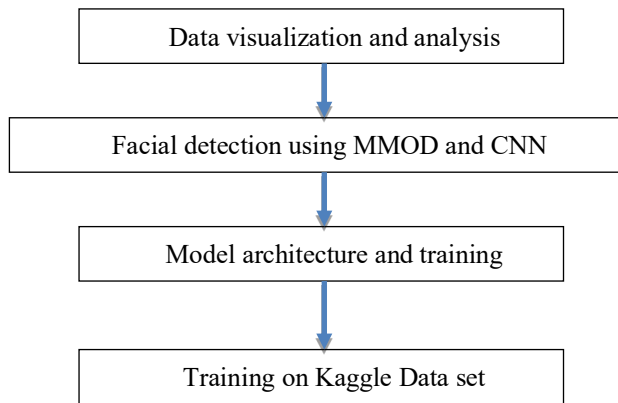 Data visualization and analysis
Facial detection using MMOD and CNN
Model architecture and training
Training on Kaggle Data set